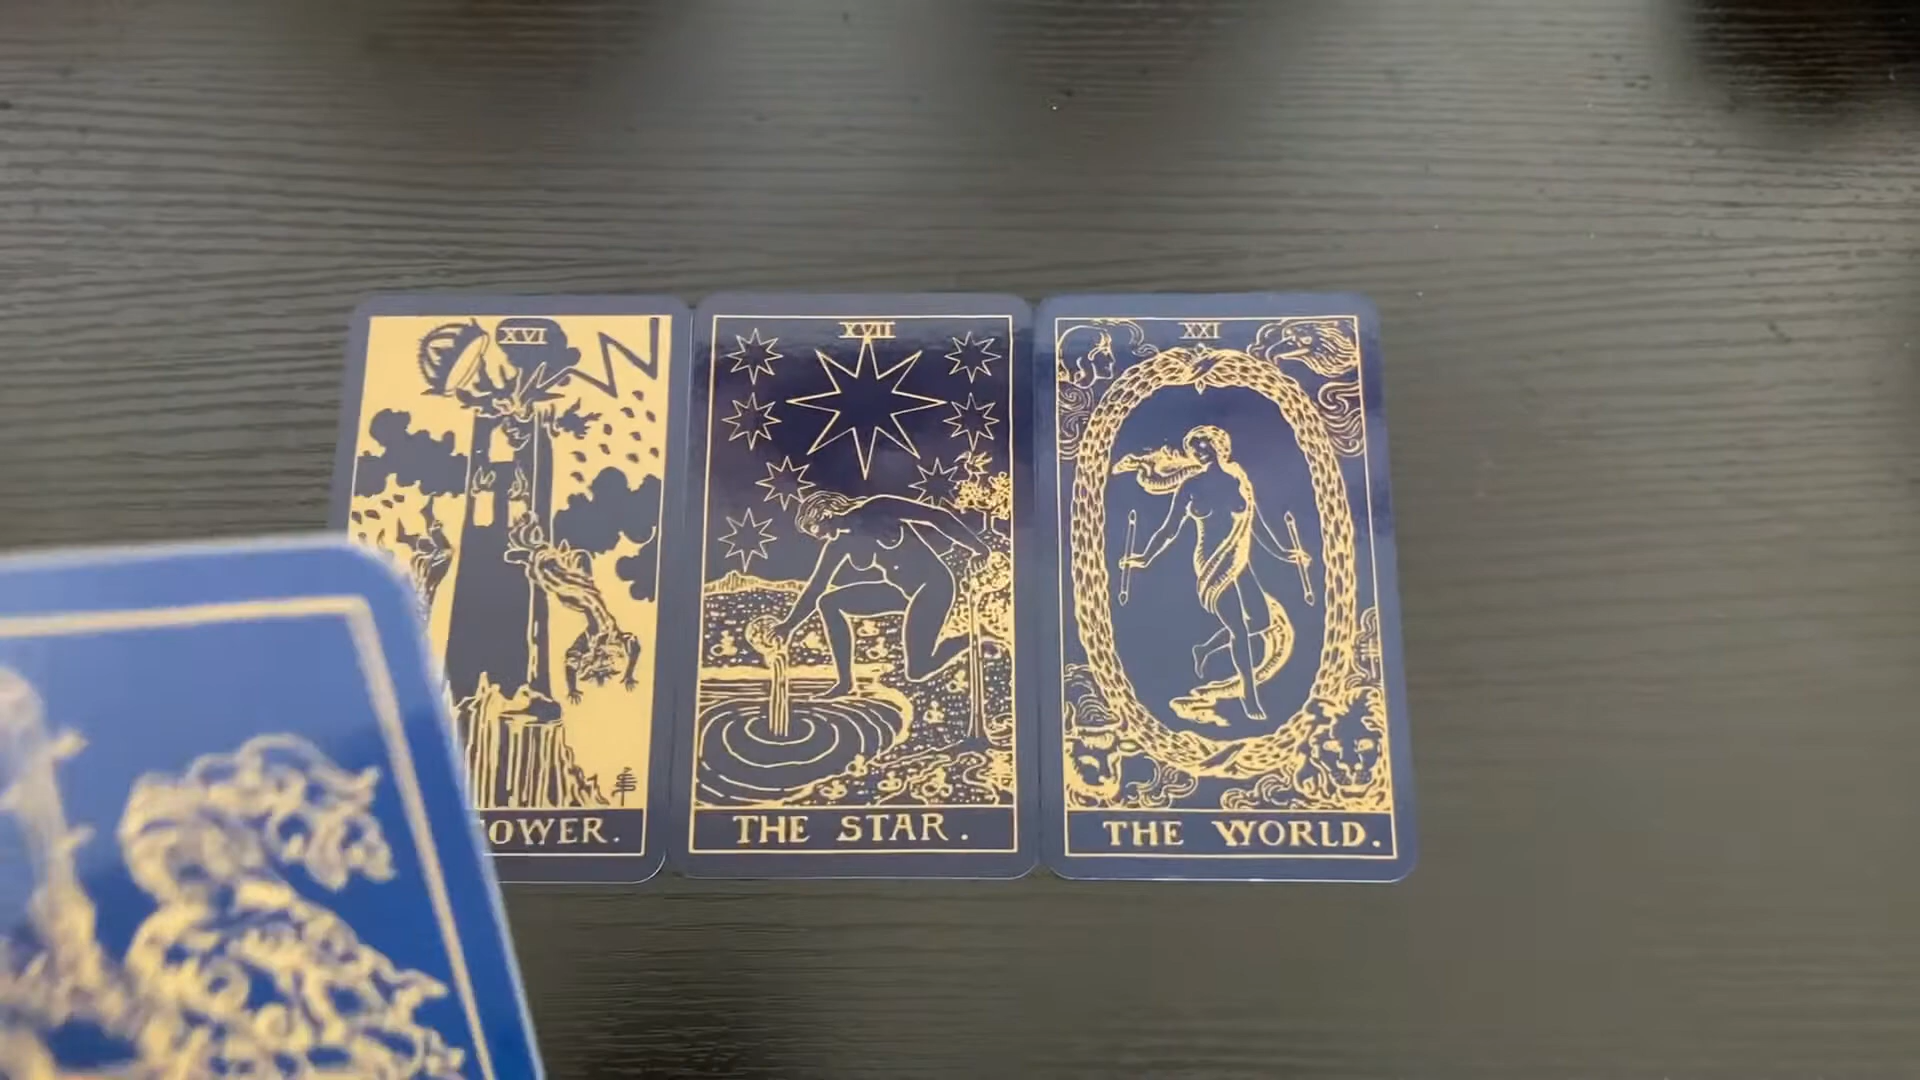 XVI
OWER.
XVII
THE STAR.
XXI
THE WORLD.